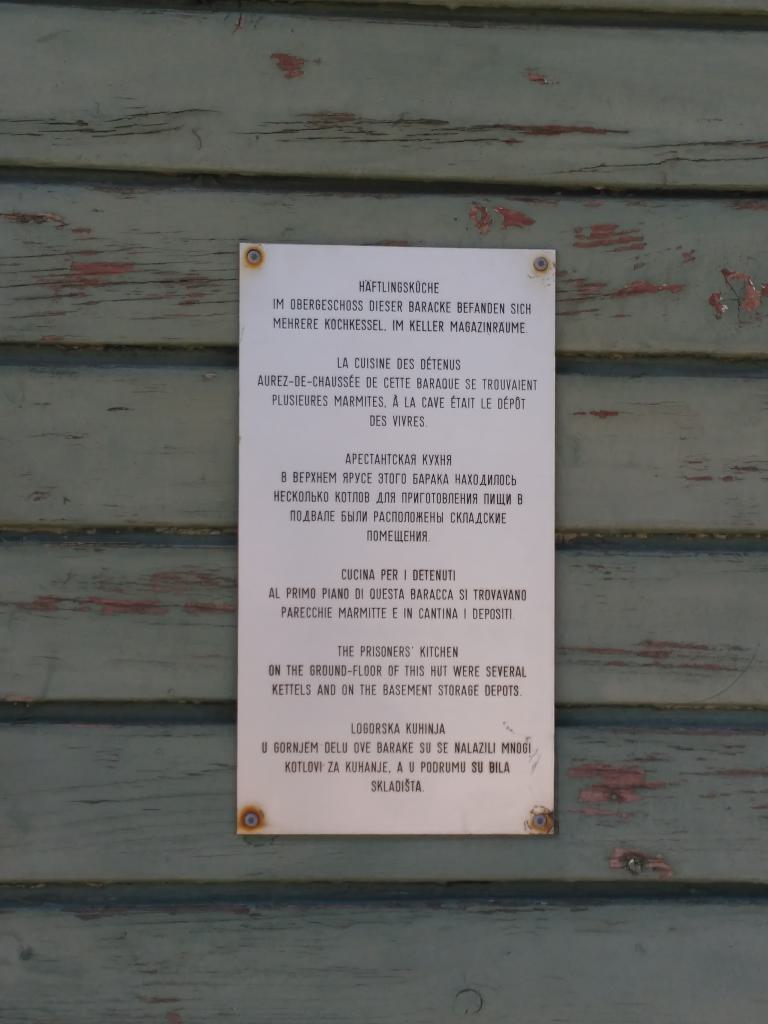 HÄFTLINGSKÜCHE
IM OBERGESCHOSS DIESER BARACKE BEFANDEN SICH
MEHRERE KOCHKESSEL, IM KELLER MAGAZINRÄUME.
LA CUISINE DES DÉTENUS
AUREZ-DE-CHAUSSÉE DE CETTE BARAQUE SE TROUVAIENT
PLUSIEURES MARMITES, À LA CAVE ÉTAIT LE DÉPÔT
DES VIVRES.
АРЕСТАНТСКАЯ КУХНЯ
В ВЕРХНЕМ ЯРУСЕ ЭТОГО БАРАКА НАХОДИЛОСЬ
НЕСКОЛЬКО КОТЛОВ ДЛЯ ПРИГОТОВЛЕНИЯ ПИЩИ В
ПОДВАЛЕ БЫЛИ РАСПОЛОЖЕНЫ СКЛАДСКИЕ
ПОМЕЩЕНИЯ.
CUCINA PER I DETENUTI
AL PRIMO PIANO DI QUESTA BARACCA SI TROVAVANO
PARECCHIE MARMITTE E IN CANTINA I DEPOSITI.
THE PRISONERS' KITCHEN
ON THE GROUND-FLOOR OF THIS HUT WERE SEVERAL
KETTELS AND ON THE BASEMENT STORAGE DEPOTS.
LOGORSKA KUHINJA
U GORNJEM DELU OVE BARAKE SU SE NALAZILI MNOGI
KOTLOVI ZA KUHANJE, A U PODRUMU SU BILA
SKLADIŠTA.